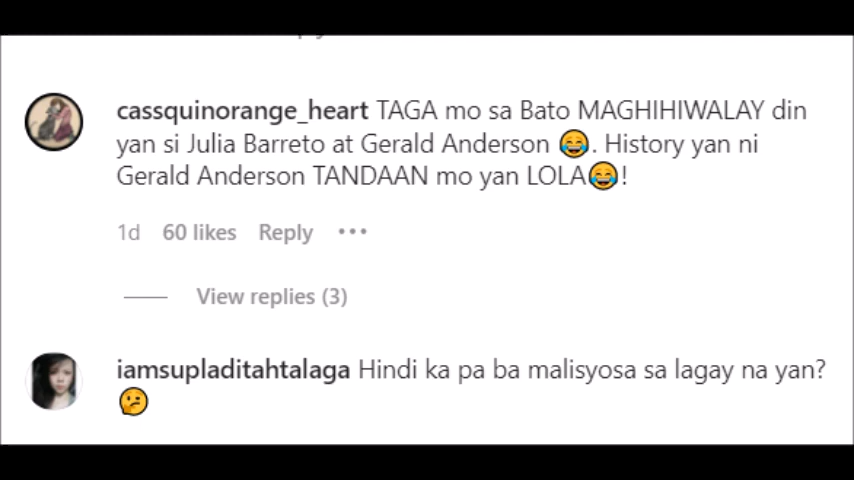 cassquinorange_heart TAGA mo sa Bato MAGHIHIWALAY din
yan si Julia Barreto at Gerald Anderson 😂. History yan ni
Gerald Anderson TANDAAN mo yan LOLA😂!
1d 60 likes Reply •••
View replies (3)
iamsupladitahtalaga Hindi ka pa ba malisyosa sa lagay na yan?
🤔